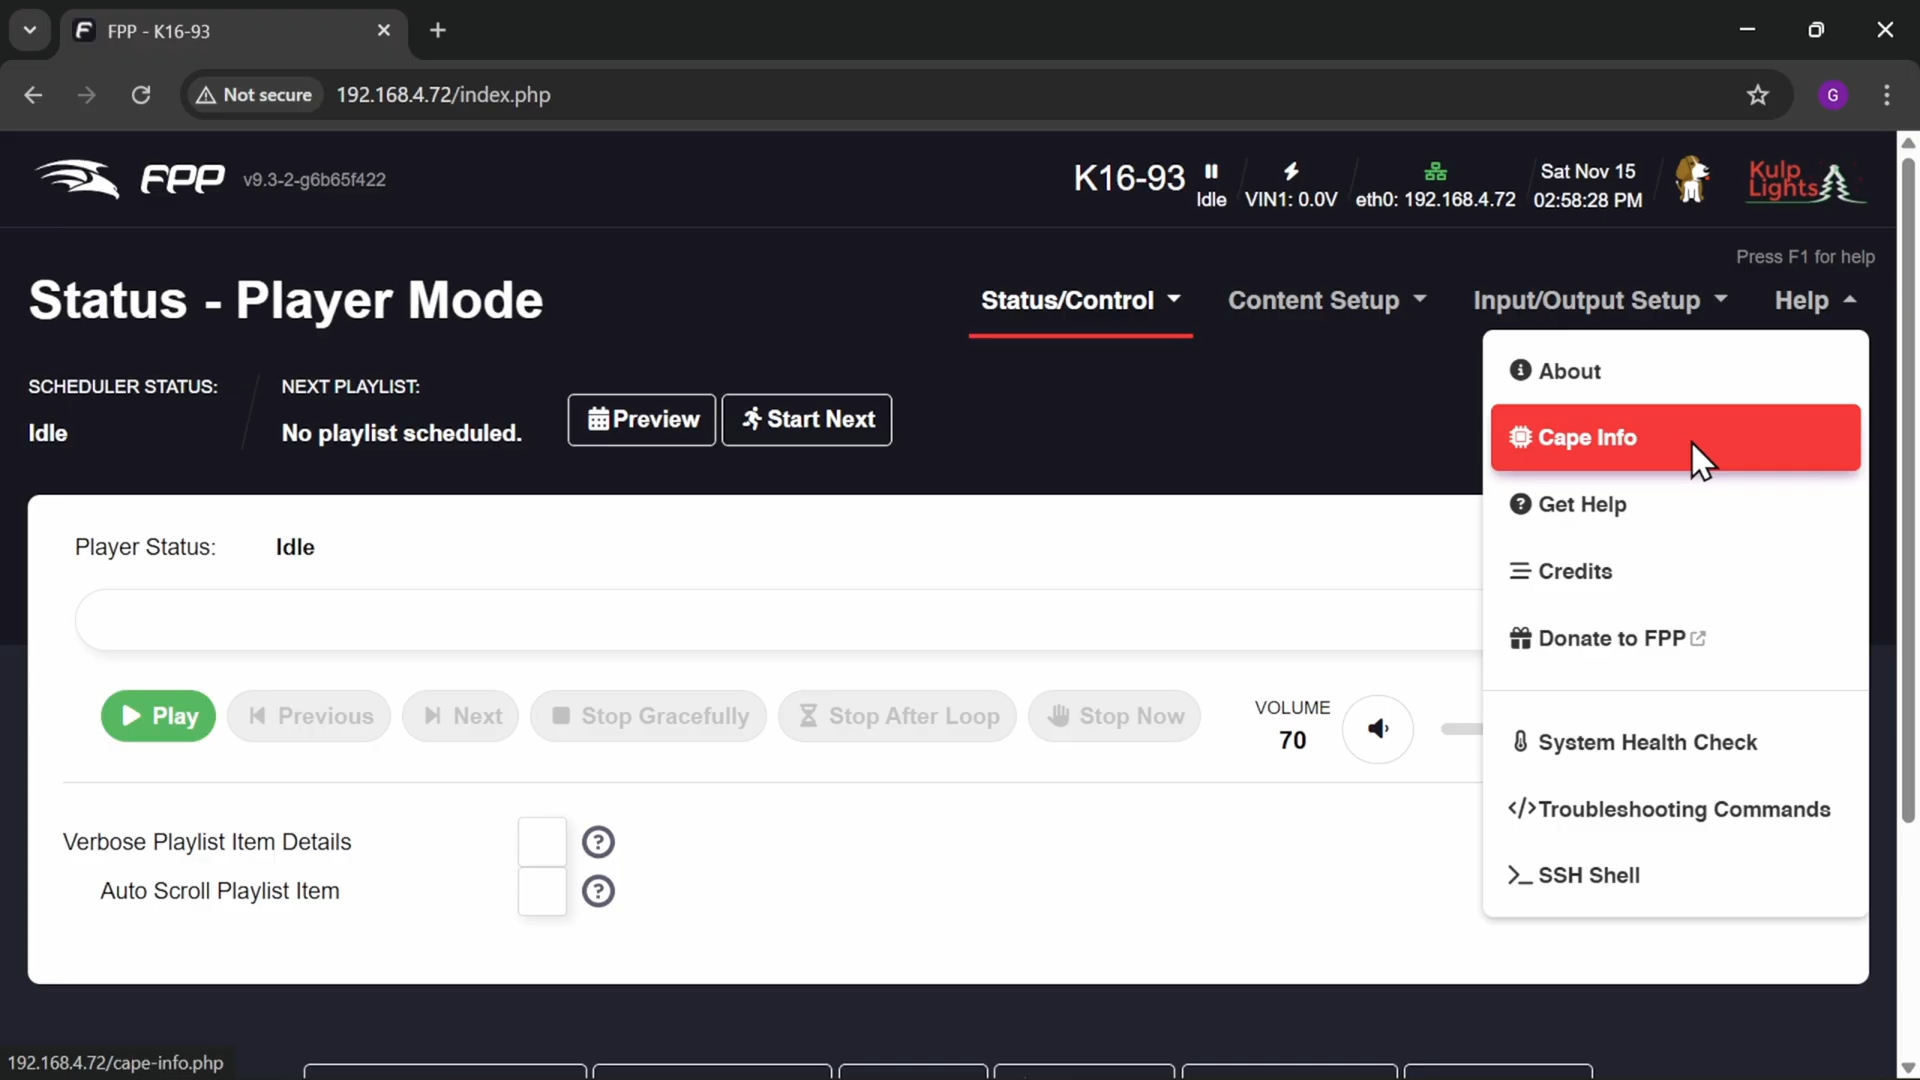 FPP - K16-93
Not secure
192.168.4.72/index.php
G
FPP v9.3-2-g6b65f422
K16-93
Idle
VIN1: 0.0V
eth0: 192.168.4.72
Sat Nov 15
02:58:28 PM
Kulp
Lights
Press F1 for help
Status - Player Mode
Status/Control
Content Setup
Input/Output Setup
Help
About
Cape Info
Get Help
Credits
Donate to FPP
System Health Check
</>Troubleshooting Commands
>_ SSH Shell
SCHEDULER STATUS:
Idle
NEXT PLAYLIST:
No playlist scheduled.
Preview
Start Next
Player Status: Idle
Play
Previous
Next
Stop Gracefully
Stop After Loop
Stop Now
VOLUME
70
Verbose Playlist Item Details
Auto Scroll Playlist Item
192.168.4.72/cape-info.php